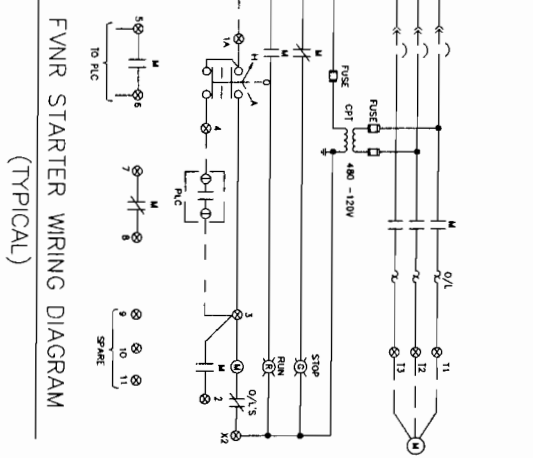 O/L
T1
T2
T3
M
M
FUSE
FUSE
CPT
480 -120V
M
M
STOP
G
RUN
R
1A
H
O
A
4
PLC
3
M
O/L'S
X2
M
2
5
M
6
TO PLC
7
M
8
9
10
11
SPARE
FVNR STARTER WIRING DIAGRAM
(TYPICAL)